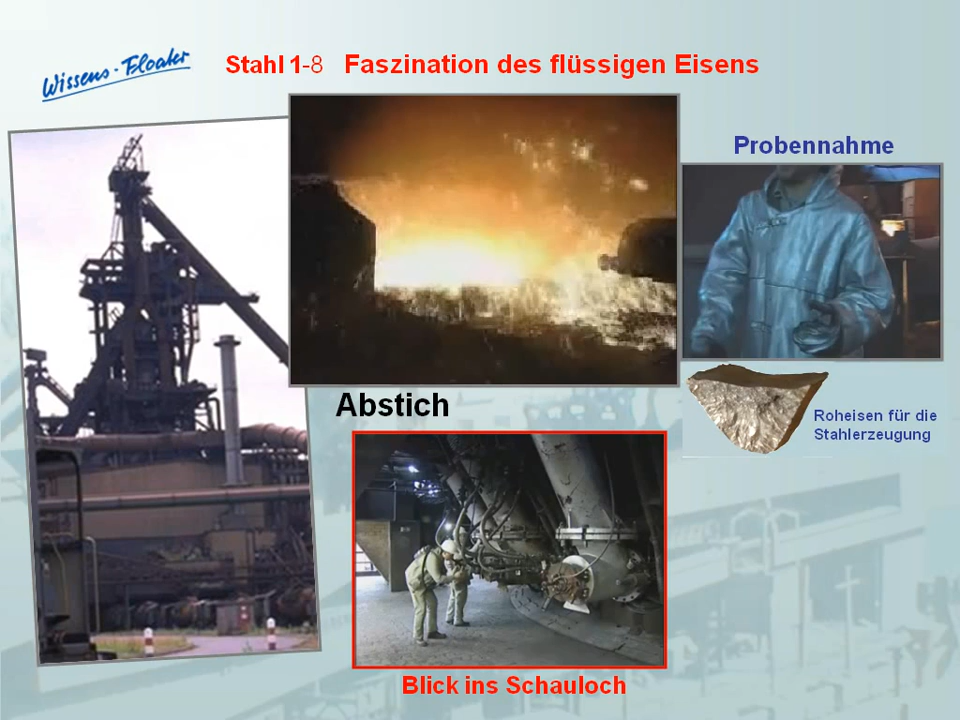 Wissens-Floater
Stahl 1-8 Faszination des flüssigen Eisens
Probennahme
Abstich
Roheisen für die
Stahlerzeugung
Blick ins Schauloch